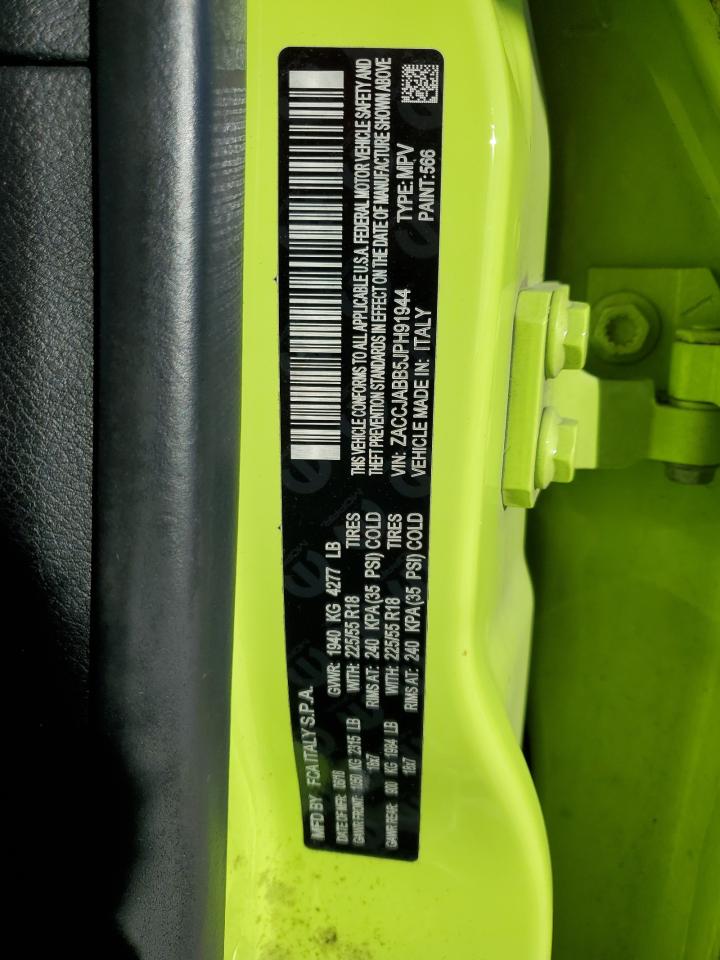 MFD BY FCA ITALY S.P.A.
DATE OF MFR: 06/18 GVWR: 1940 KG 4277 LB
GAWR FRONT: 1050 KG 2315 LB WITH: 225/55 R18 TIRES
18x7 RIMS AT: 240 KPA(35 PSI) COLD
GAWR REAR: 900 KG 1984 LB WITH: 225/55 R18 TIRES
18x7 RIMS AT: 240 KPA(35 PSI) COLD
THIS VEHICLE CONFORMS TO ALL APPLICABLE U.S.A. FEDERAL MOTOR VEHICLE SAFETY AND
THEFT PREVENTION STANDARDS IN EFFECT ON THE DATE OF MANUFACTURE SHOWN ABOVE
VIN: ZACCJABB5JPH91944 TYPE: MPV
VEHICLE MADE IN: ITALY PAINT: 566